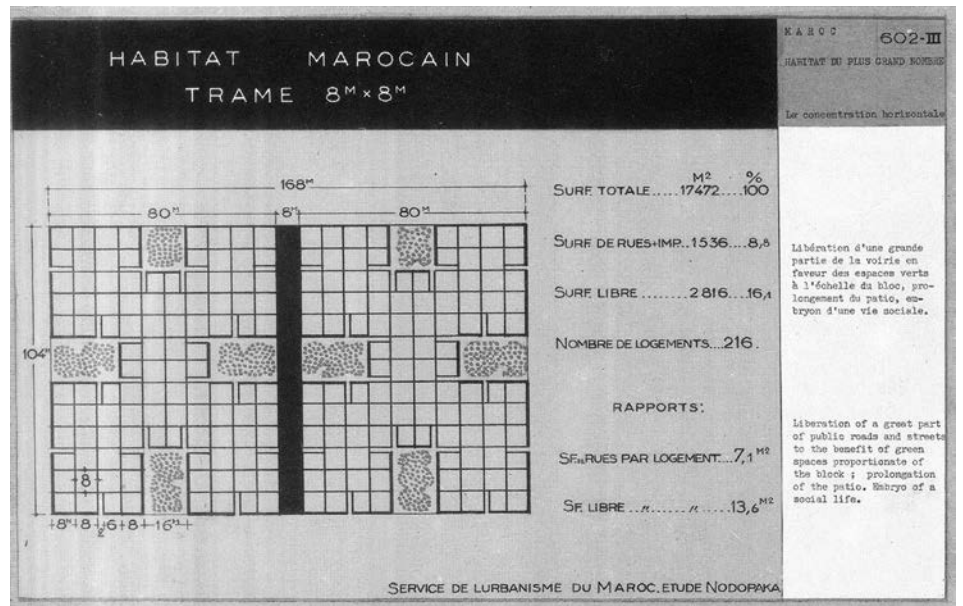 HABITAT MAROCAIN
TRAME 8M×8M
MAROC
602-III
HABITAT DU PLUS GRAND NOMBRE
La concentration horizontale
168M
80M
8M
80M
104M
8
8M
8
2
6
8
16M
M2 %
SURF. TOTALE.....17472....100
SURF. DE RUES+IMP..1536....8,8
SURF. LIBRE ........2816....16,1
NOMBRE DE LOGEMENTS....216.
RAPPORTS:
SF. RUES PAR LOGEMENT....7,1 M2
SF. LIBRE..〃......〃......13,6 M2
Libération d'une grande
partie de la voirie en
faveur des espaces verts
à l'échelle du bloc, pro-
longement du patio, em-
bryon d'une vie sociale.
Liberation of a great part
of public roads and streets
to the benefit of green
spaces proportionate of
the block ; prolongation
of the patio. Embryo of a
social life.
SERVICE DE LURBANISME DU MAROC. ETUDE NODOPAKA